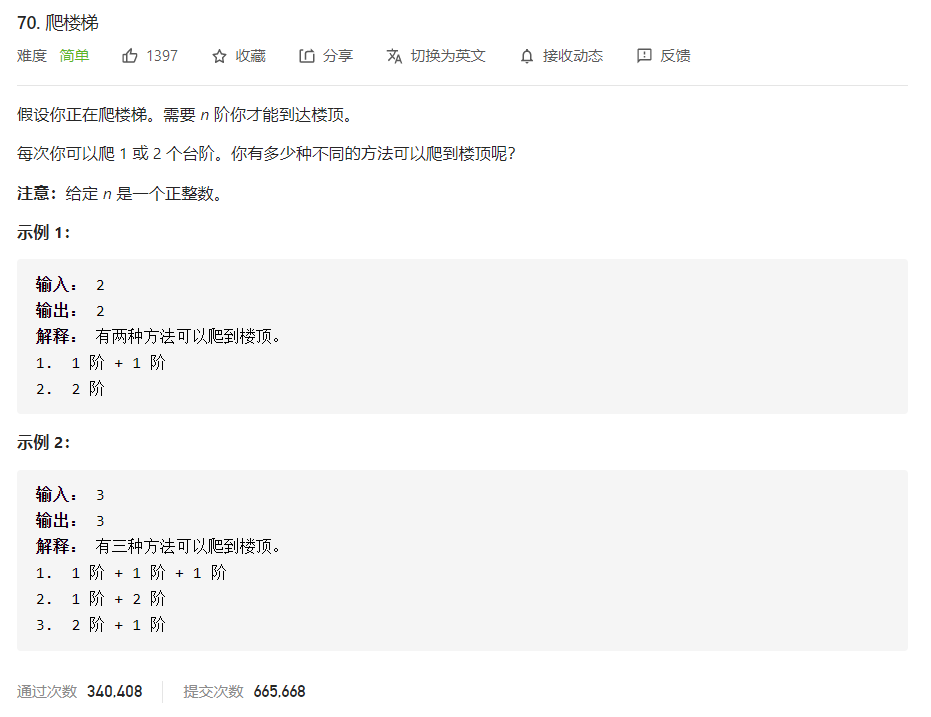 70. 爬楼梯
难度 简单 1397 收藏 分享 切换为英文 接收动态 反馈
假设你正在爬楼梯。需要 n 阶你才能到达楼顶。
每次你可以爬 1 或 2 个台阶。你有多少种不同的方法可以爬到楼顶呢？
注意：给定 n 是一个正整数。
示例 1：
输入： 2
输出： 2
解释： 有两种方法可以爬到楼顶。
1. 1 阶 + 1 阶
2. 2 阶
示例 2：
输入： 3
输出： 3
解释： 有三种方法可以爬到楼顶。
1. 1 阶 + 1 阶 + 1 阶
2. 1 阶 + 2 阶
3. 2 阶 + 1 阶
通过次数 340,408 提交次数 665,668